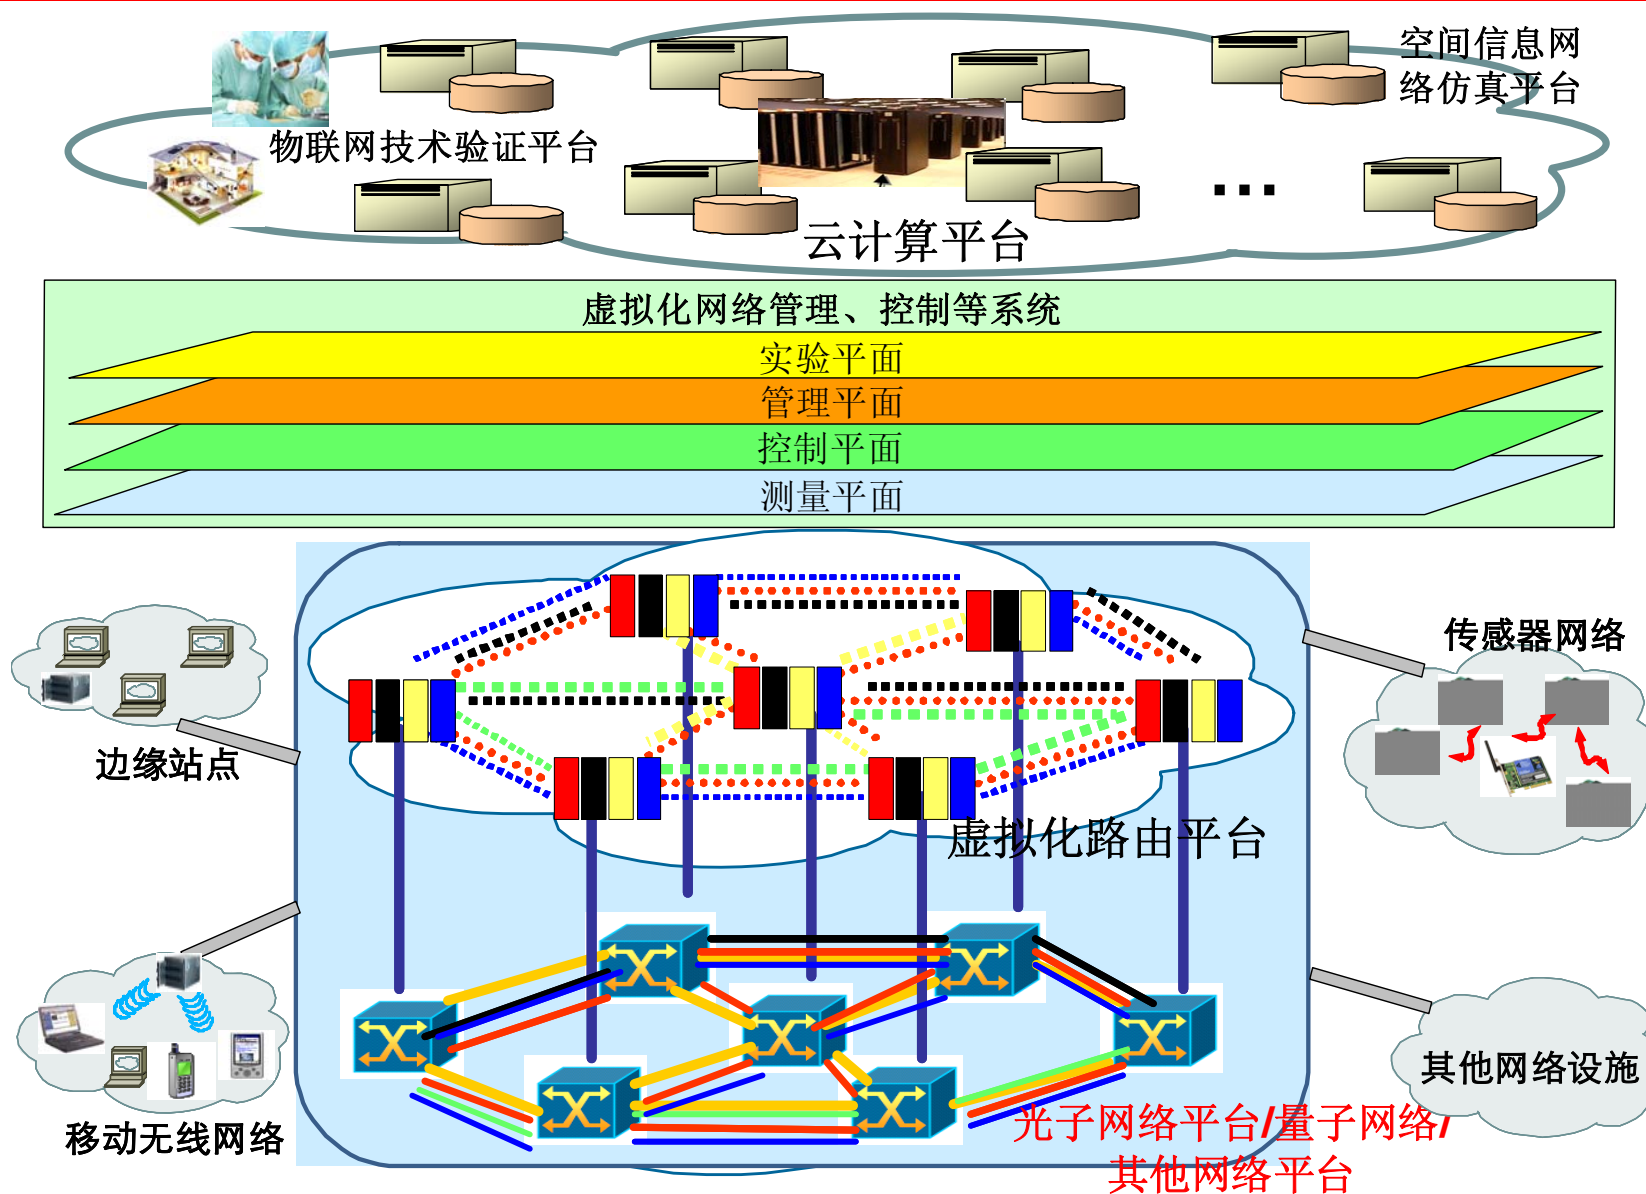 空间信息网
络仿真平台
物联网技术验证平台
...
云计算平台
虚拟化网络管理、控制等系统
实验平面
管理平面
控制平面
测量平面
传感器网络
边缘站点
虚拟化路由平台
其他网络设施
移动无线网络
光子网络平台/量子网络/
其他网络平台